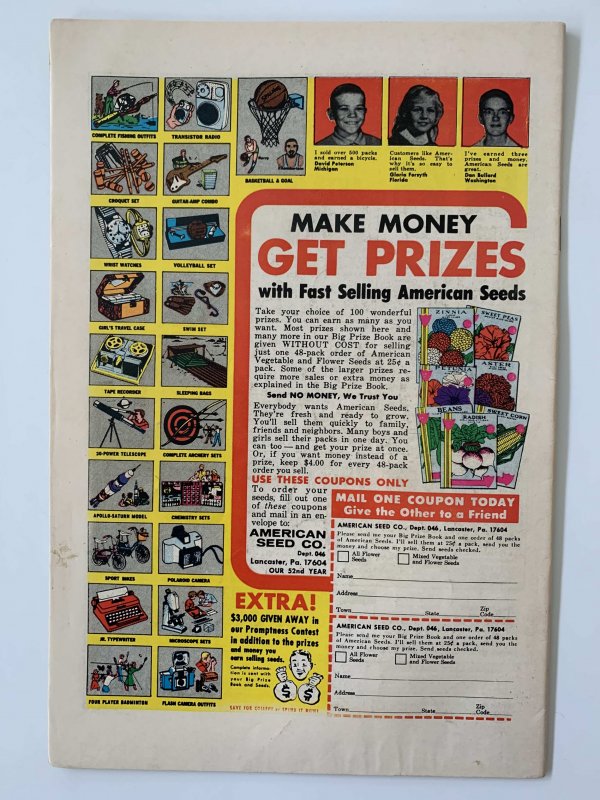 COMPLETE FISHING OUTFITS
TRANSISTOR RADIO
CROQUET SET
GUITAR-AMP COMBO
BASKETBALL & GOAL
WRIST WATCHES
VOLLEYBALL SET
GIRL'S TRAVEL CASE
SWIM SET
TAPE RECORDER
SLEEPING BAGS
30-POWER TELESCOPE
COMPLETE ARCHERY SETS
APOLLO-SATURN MODEL
CHEMISTRY SETS
SPORT BIKES
POLAROID CAMERA
JR. TYPEWRITER
MICROSCOPE SETS
FOUR PLAYER BADMINTON
FLASH CAMERA OUTFITS
I sold over 500 packs
and earned a bicycle.
David Peterson
Michigan
Customers like Amer-
ican Seeds. That's
why it's so easy to
sell them.
Gloria Forsyth
Florida
I've earned three
prizes and money.
American Seeds are
great.
Dan Bullard
Washington
MAKE MONEY
GET PRIZES
with Fast Selling American Seeds
Take your choice of 100 wonderful
prizes. You can earn as many as you
want. Most prizes shown here and
many more in our Big Prize Book are
given WITHOUT COST for selling
just one 48-pack order of American
Vegetable and Flower Seeds at 25¢ a
pack. Some of the larger prizes re-
quire more sales or extra money as
explained in the Big Prize Book.
Send NO MONEY, We Trust You
Everybody wants American Seeds.
They're fresh and ready to grow.
You'll sell them quickly to family,
friends and neighbors. Many boys and
girls sell their packs in one day. You
can too — and get your prize at once.
Or, if you want money instead of a
prize, keep $4.00 for every 48-pack
order you sell.
USE THESE COUPONS ONLY
To order your
seeds, fill out one
of these coupons
and mail in an en-
velope to:
AMERICAN
SEED CO.
Dept. 046
Lancaster, Pa. 17604
OUR 52nd YEAR
ZINNIA
SWEET PEAS
PETUNIA
ASTER
BEANS
RADISH
SWEET CORN
MAIL ONE COUPON TODAY
Give the Other to a Friend
AMERICAN SEED CO., Dept. 046, Lancaster, Pa. 17604
Please send me your Big Prize Book and one order of 48 packs
of American Seeds. I'll sell them at 25¢ a pack, send you the
money and choose my prize. Send seeds checked.
All Flower
Seeds
Mixed Vegetable
and Flower Seeds
Name
Address
Town State Zip
Code
AMERICAN SEED CO., Dept. 046, Lancaster, Pa. 17604
Please send me your Big Prize Book and one order of 48 packs
of American Seeds. I'll sell them at 25¢ a pack, send you the
money and choose my prize. Send seeds checked.
All Flower
Seeds
Mixed Vegetable
and Flower Seeds
Name
Address
Town State Zip
Code
EXTRA!
$3,000 GIVEN AWAY in
our Promptness Contest
in addition to the prizes
and money you
earn selling seeds.
Complete informa-
tion is sent with
your Big Prize
Book and Seeds.
$ $
SAVE FOR COLLEGE or SPEND IT NOW!